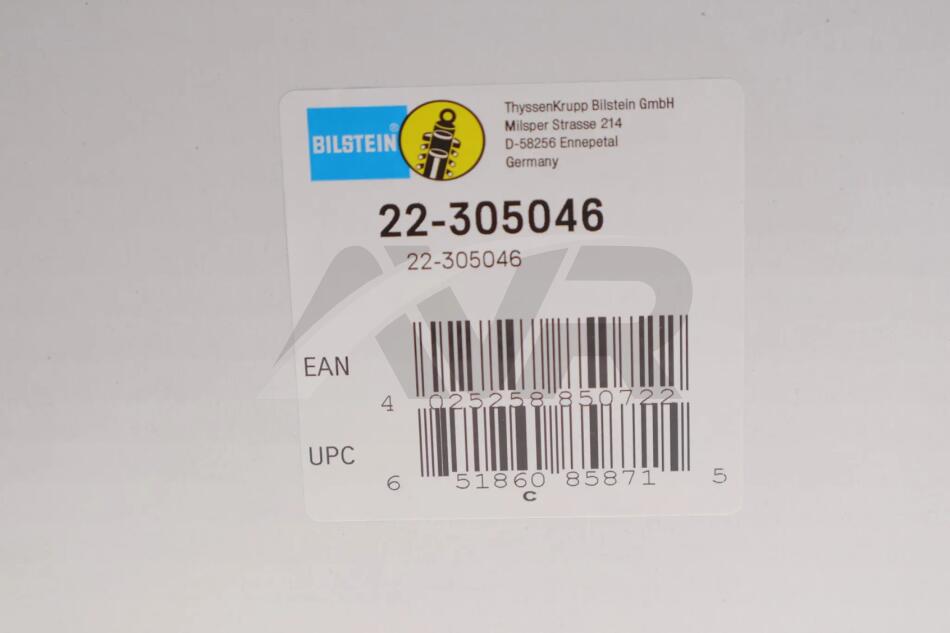 BILSTEIN®
ThyssenKrupp Bilstein GmbH
Milsper Strasse 214
D-58256 Ennepetal
Germany
22-305046
22-305046
AVR
EAN
4 025258 850722
UPC
6 51860 85871 5
C